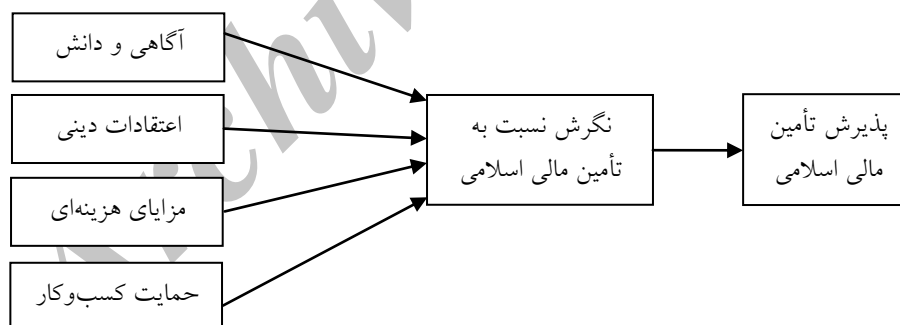 آگاهی و دانش
اعتقادات دینی
مزایای هزینه‌ای
حمایت کسب‌وکار
نگرش نسبت به
تأمین مالی اسلامی
پذیرش تأمین
مالی اسلامی
Archiv